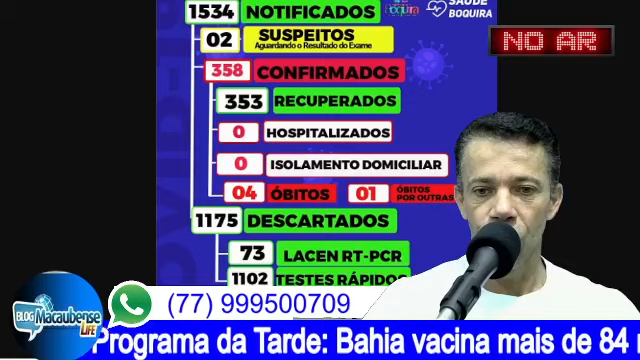 1534 NOTIFICADOS
BOQUIRA
SAÚDE
BOQUIRA
NO AR
02 SUSPEITOS
Aguardando o Resultado do Exame
358 CONFIRMADOS
353 RECUPERADOS
0 HOSPITALIZADOS
0 ISOLAMENTO DOMICILIAR
04 ÓBITOS 01 ÓBITOS
POR OUTRAS
1175 DESCARTADOS
73 LACEN RT-PCR
1102 TESTES RÁPIDOS
BLOG
Macaubense
LIFE
(77) 999500709
Programa da Tarde: Bahia vacina mais de 84